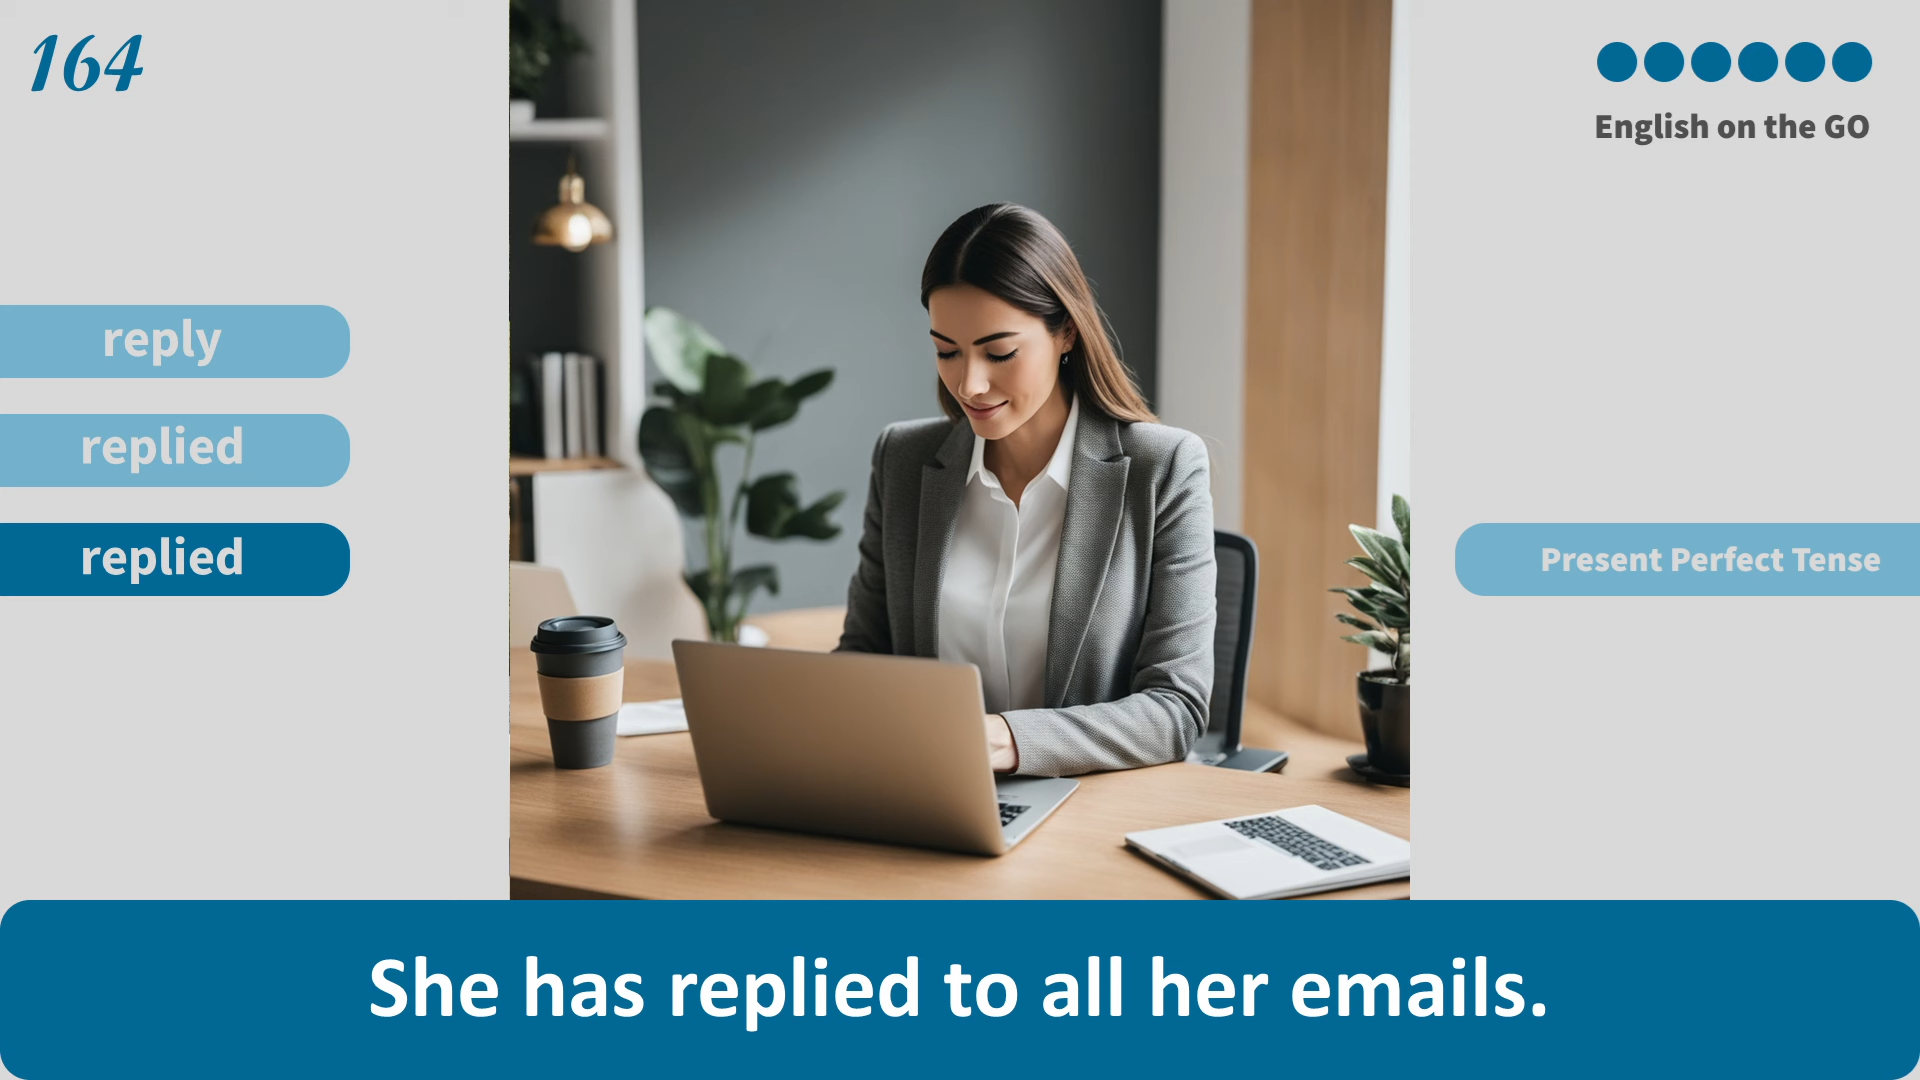 164
English on the GO
reply
replied
replied
Present Perfect Tense
She has replied to all her emails.